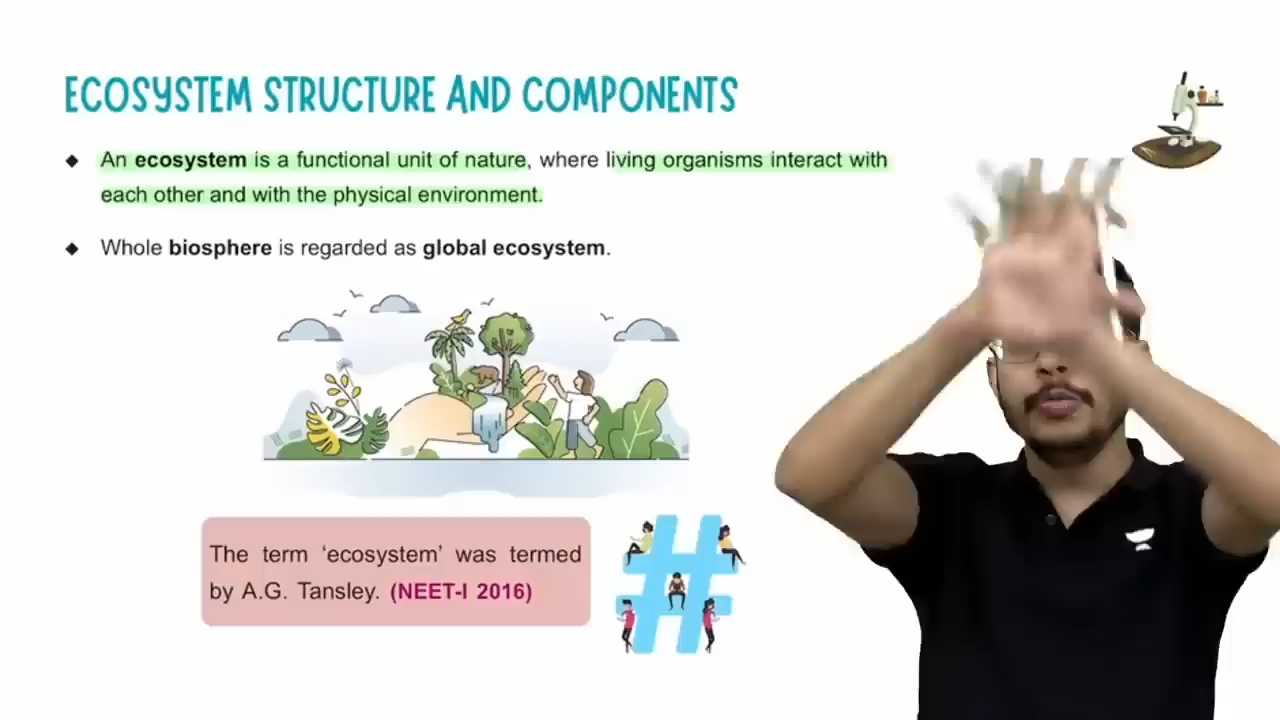 ECOSYSTEM STRUCTURE AND COMPONENTS
◆ An ecosystem is a functional unit of nature, where living organisms interact with
each other and with the physical environment.
◆ Whole biosphere is regarded as global ecosystem.
The term ‘ecosystem’ was termed
by A.G. Tansley. (NEET-I 2016)
#